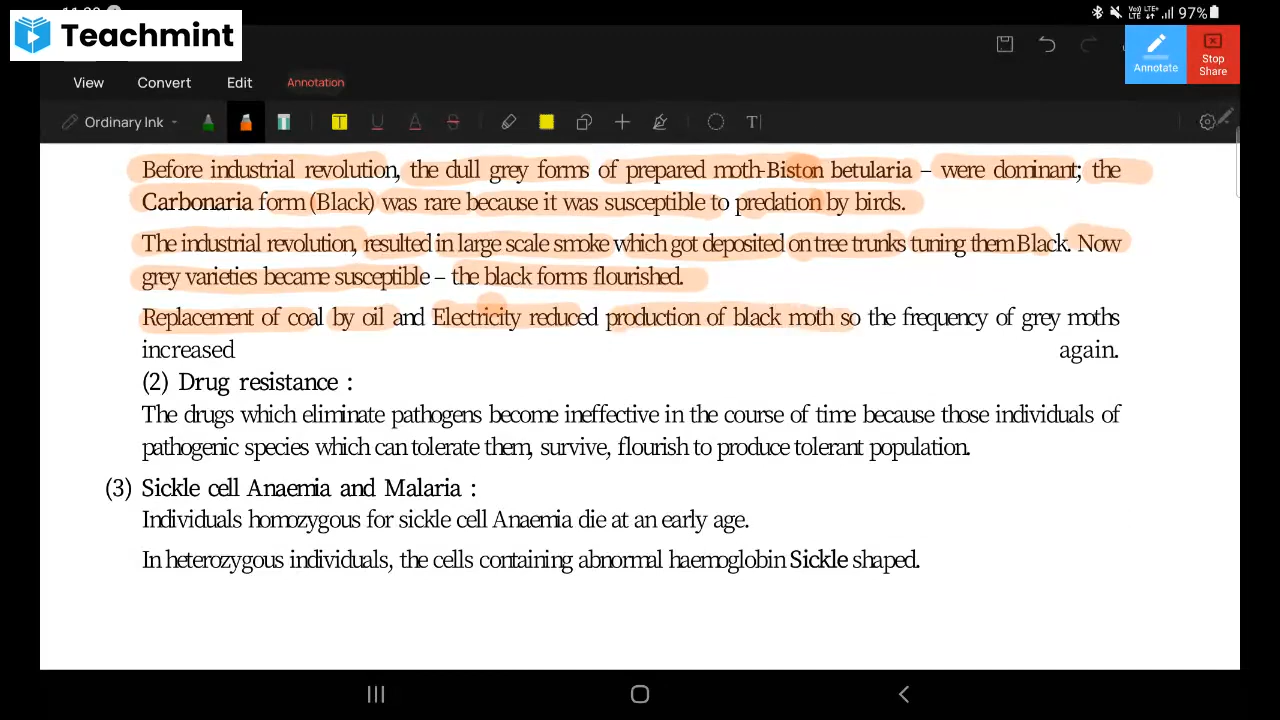 Teachmint
97%
View Convert Edit Annotation
Annotate
Stop Share
Ordinary Ink
Before industrial revolution, the dull grey forms of prepared moth-Biston betularia – were dominant; the
Carbonaria form (Black) was rare because it was susceptible to predation by birds.
The industrial revolution, resulted in large scale smoke which got deposited on tree trunks tuning them Black. Now
grey varieties became susceptible – the black forms flourished.
Replacement of coal by oil and Electricity reduced production of black moth so the frequency of grey moths
increased again.
(2) Drug resistance :
The drugs which eliminate pathogens become ineffective in the course of time because those individuals of
pathogenic species which can tolerate them, survive, flourish to produce tolerant population.
(3) Sickle cell Anaemia and Malaria :
Individuals homozygous for sickle cell Anaemia die at an early age.
In heterozygous individuals, the cells containing abnormal haemoglobin Sickle shaped.